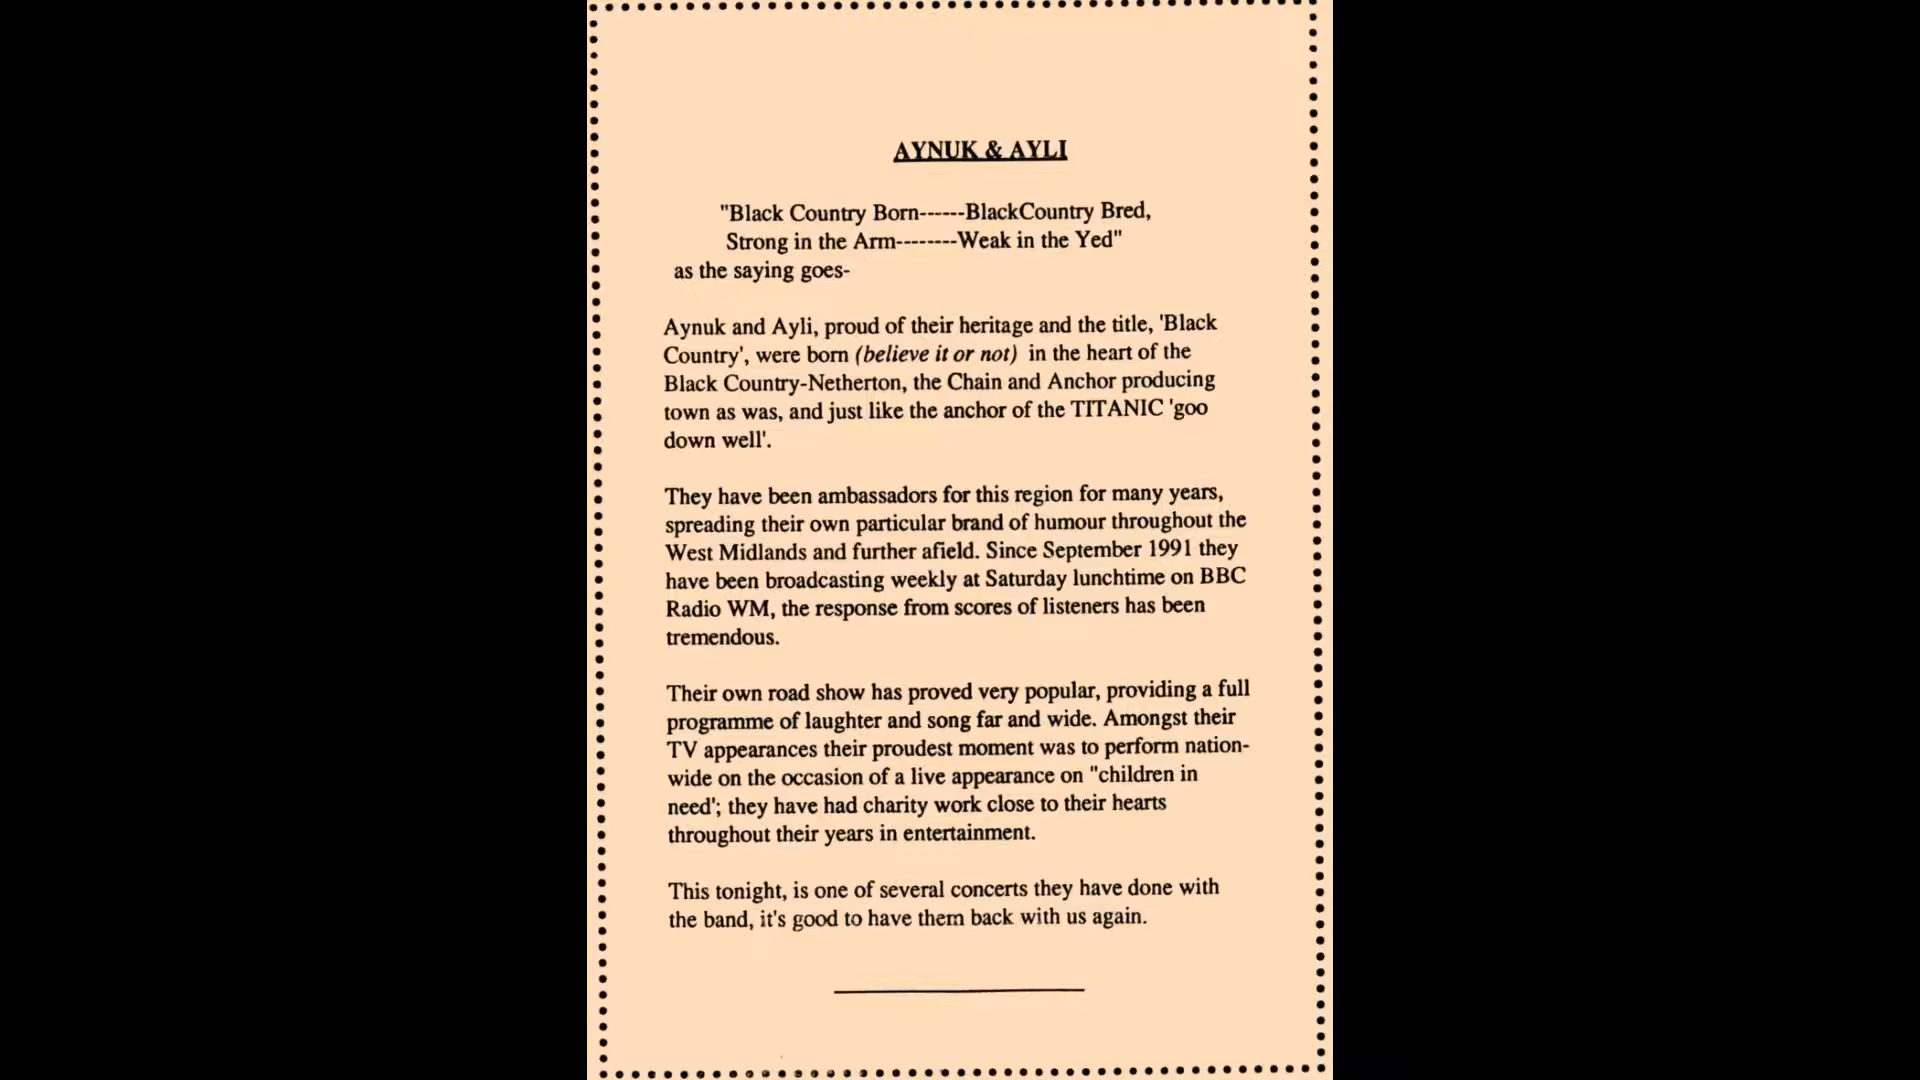 AYNUK & AYLI
"Black Country Born------BlackCountry Bred,
Strong in the Arm--------Weak in the Yed"
as the saying goes-
Aynuk and Ayli, proud of their heritage and the title, 'Black
Country', were born (believe it or not) in the heart of the
Black Country-Netherton, the Chain and Anchor producing
town as was, and just like the anchor of the TITANIC 'goo
down well'.
They have been ambassadors for this region for many years,
spreading their own particular brand of humour throughout the
West Midlands and further afield. Since September 1991 they
have been broadcasting weekly at Saturday lunchtime on BBC
Radio WM, the response from scores of listeners has been
tremendous.
Their own road show has proved very popular, providing a full
programme of laughter and song far and wide. Amongst their
TV appearances their proudest moment was to perform nation-
wide on the occasion of a live appearance on "children in
need'; they have had charity work close to their hearts
throughout their years in entertainment.
This tonight, is one of several concerts they have done with
the band, it's good to have them back with us again.